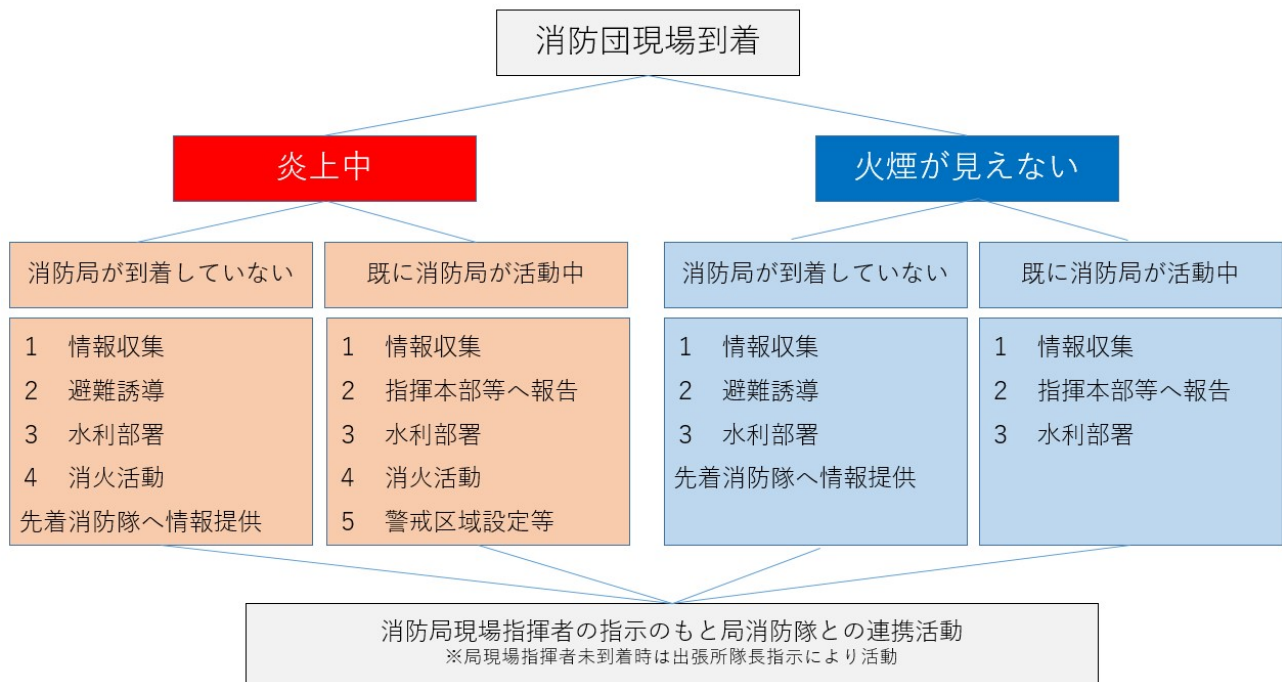 消防団現場到着
炎上中
火煙が見えない
消防局が到着していない
既に消防局が活動中
消防局が到着していない
既に消防局が活動中
1 情報収集
2 避難誘導
3 水利部署
4 消火活動
先着消防隊へ情報提供
1 情報収集
2 指揮本部等へ報告
3 水利部署
4 消火活動
5 警戒区域設定等
1 情報収集
2 避難誘導
3 水利部署
先着消防隊へ情報提供
1 情報収集
2 指揮本部等へ報告
3 水利部署
消防局現場指揮者の指示のもと局消防隊との連携活動
※局現場指揮者未到着時は出張所隊長指示により活動